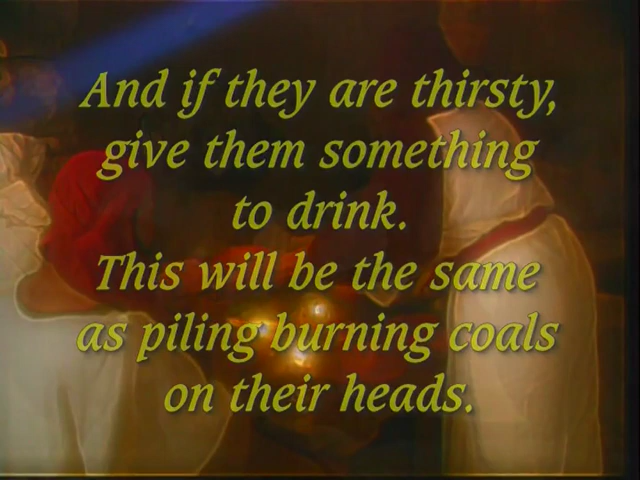 And if they are thirsty,
give them something
to drink.
This will be the same
as piling burning coals
on their heads.